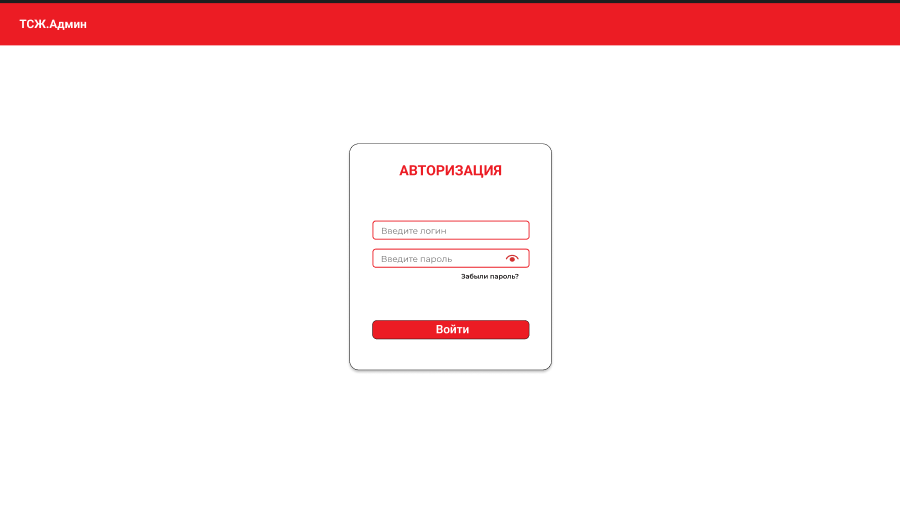 ТСЖ.Админ
АВТОРИЗАЦИЯ
Введите логин
Введите пароль
Забыли пароль?
Войти